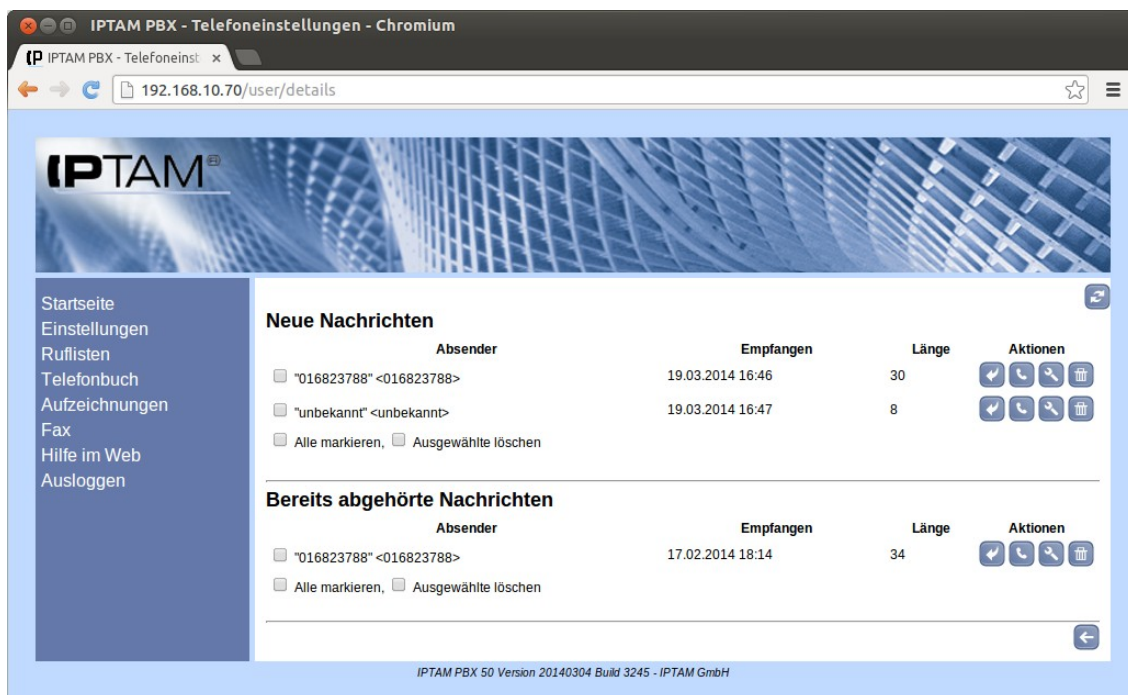 IPTAM PBX - Telefoneinstellungen - Chromium
IPTAM PBX - Telefoneinst
192.168.10.70/user/details
IPTAM®
Startseite
Einstellungen
Ruflisten
Telefonbuch
Aufzeichnungen
Fax
Hilfe im Web
Ausloggen
Neue Nachrichten
Absender Empfangen Länge Aktionen
"016823788" <016823788> 19.03.2014 16:46 30
"unbekannt" <unbekannt> 19.03.2014 16:47 8
Alle markieren, Ausgewählte löschen
Bereits abgehörte Nachrichten
Absender Empfangen Länge Aktionen
"016823788" <016823788> 17.02.2014 18:14 34
Alle markieren, Ausgewählte löschen
IPTAM PBX 50 Version 20140304 Build 3245 - IPTAM GmbH